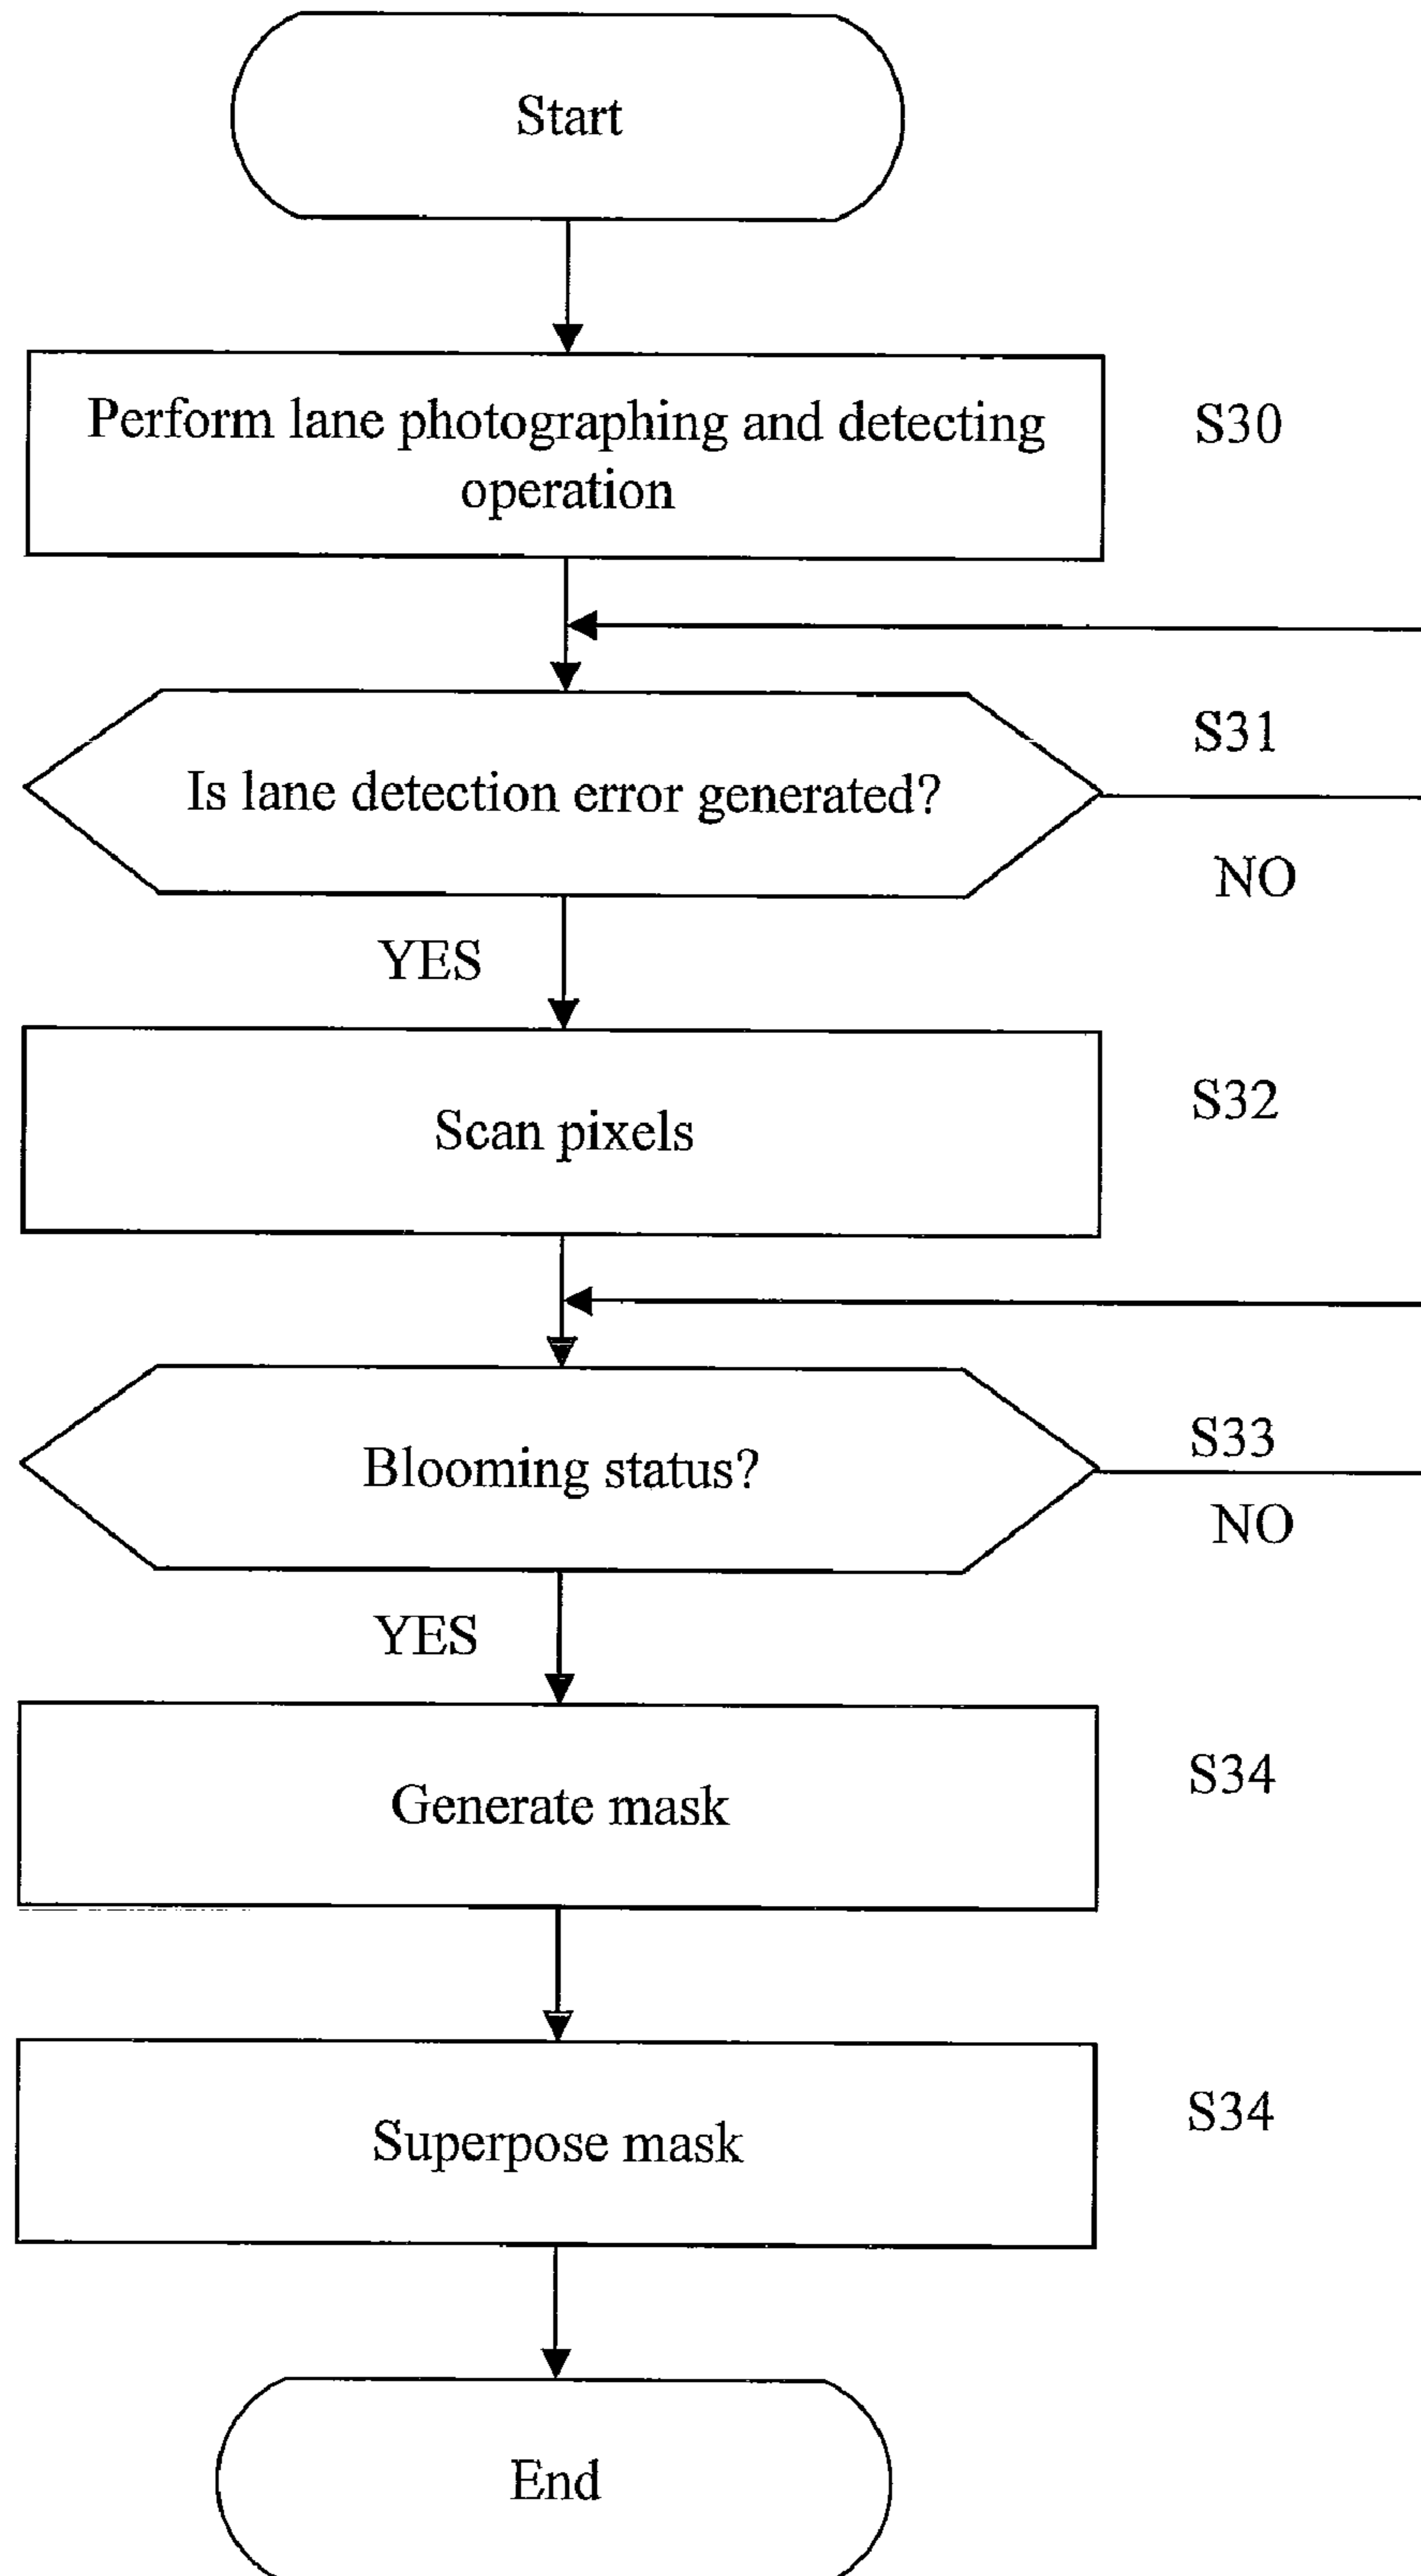 Start
Perform lane photographing and detecting
operation
S30
Is lane detection error generated?
S31
NO
YES
Scan pixels
S32
Blooming status?
S33
NO
YES
Generate mask
S34
Superpose mask
S34
End